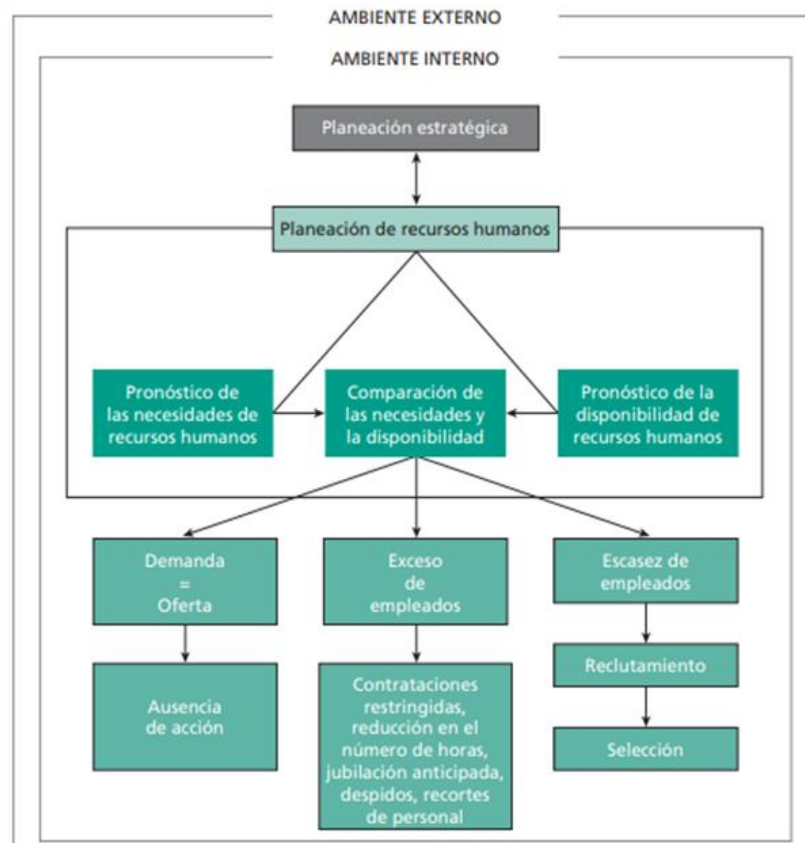 AMBIENTE EXTERNO
AMBIENTE INTERNO
Planeación estratégica
Planeación de recursos humanos
Pronóstico de
las necesidades de
recursos humanos
Comparación de
las necesidades y
la disponibilidad
Pronóstico de la
disponibilidad de
recursos humanos
Demanda
=
Oferta
Exceso
de
empleados
Escasez de
empleados
Ausencia
de acción
Contrataciones
restringidas,
reducción en el
número de horas,
jubilación anticipada,
despidos, recortes
de personal
Reclutamiento
Selección